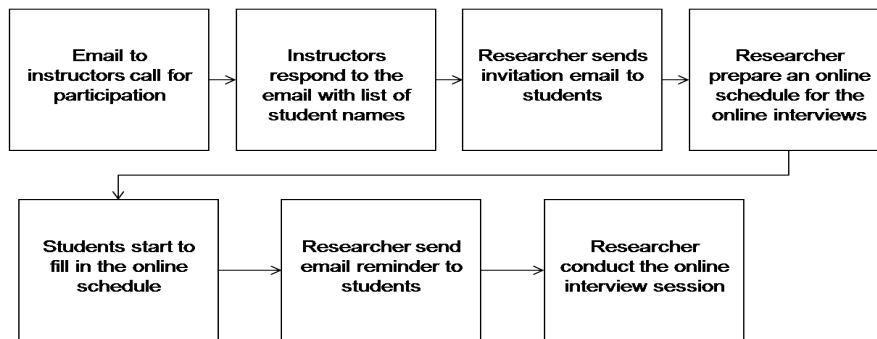 Email to
instructors call for
participation
Instructors
respond to the
email with list of
student names
Researcher sends
invitation email to
students
Researcher
prepare an online
schedule for the
online interviews
Students start to
fill in the online
schedule
Researcher send
email reminder to
students
Researcher
conduct the online
interview session